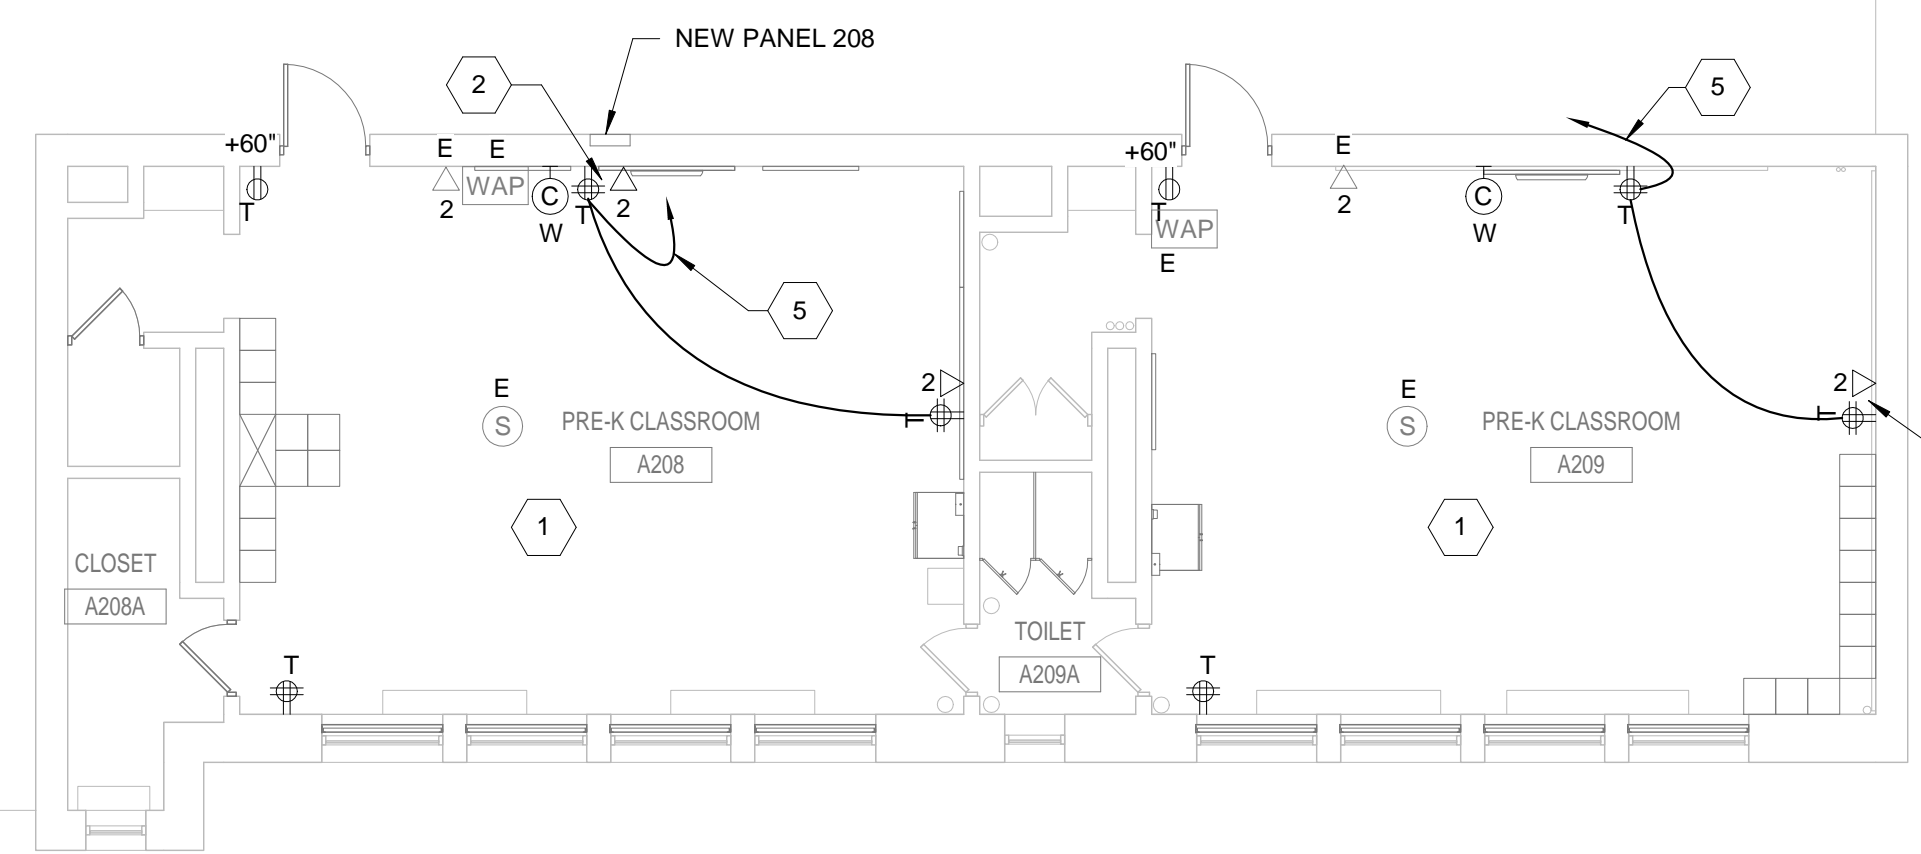 NEW PANEL 208
2
5
+60"
E
E
+60"
E
WAP
C
T
2
W
T
2
T
WAP
E
2
C
W
T
5
E
S
PRE-K CLASSROOM
A208
2
T
E
S
PRE-K CLASSROOM
A209
2
T
1
1
CLOSET
A208A
TOILET
A209A
T
T